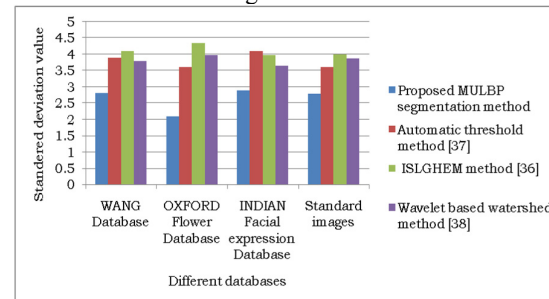 Standered deviation value
5
4.5
4
3.5
3
2.5
2
1.5
1
0.5
0
WANG
Database
OXFORD
Flower
Database
INDIAN
Facial
expression
Database
Standard
images
Different databases
Proposed MULBP
segmentation method
Automatic threshold
method [37]
ISLGHEM method [36]
Wavelet based watershed
method [38]